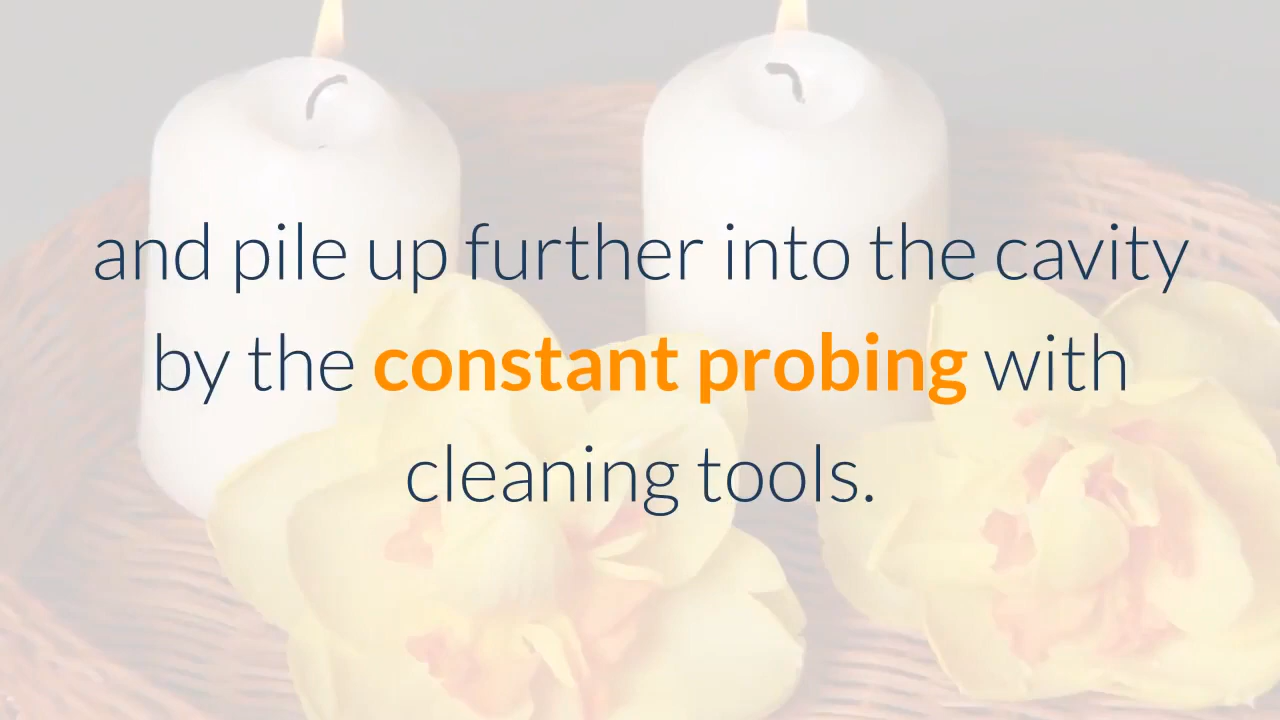 and pile up further into the cavity
by the constant probing with
cleaning tools.